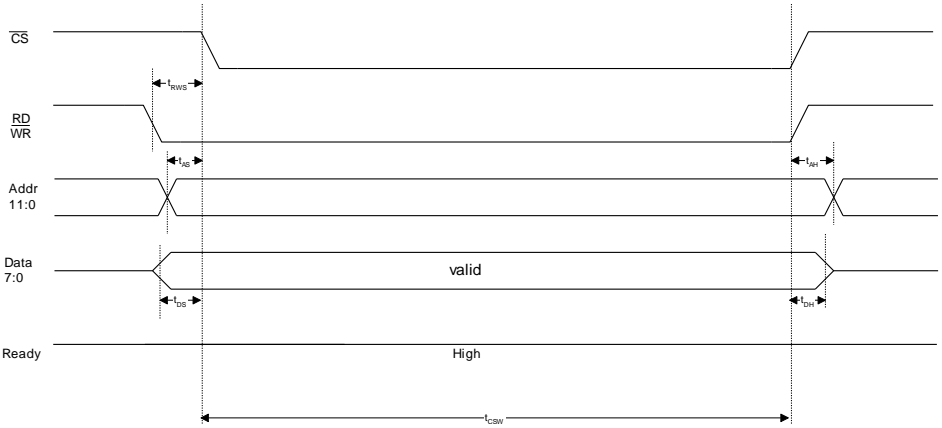 CS
tRWS
RD
WR
tAS
tAH
Addr
11:0
Data
7:0
valid
tDS
tDH
Ready
High
tCSW